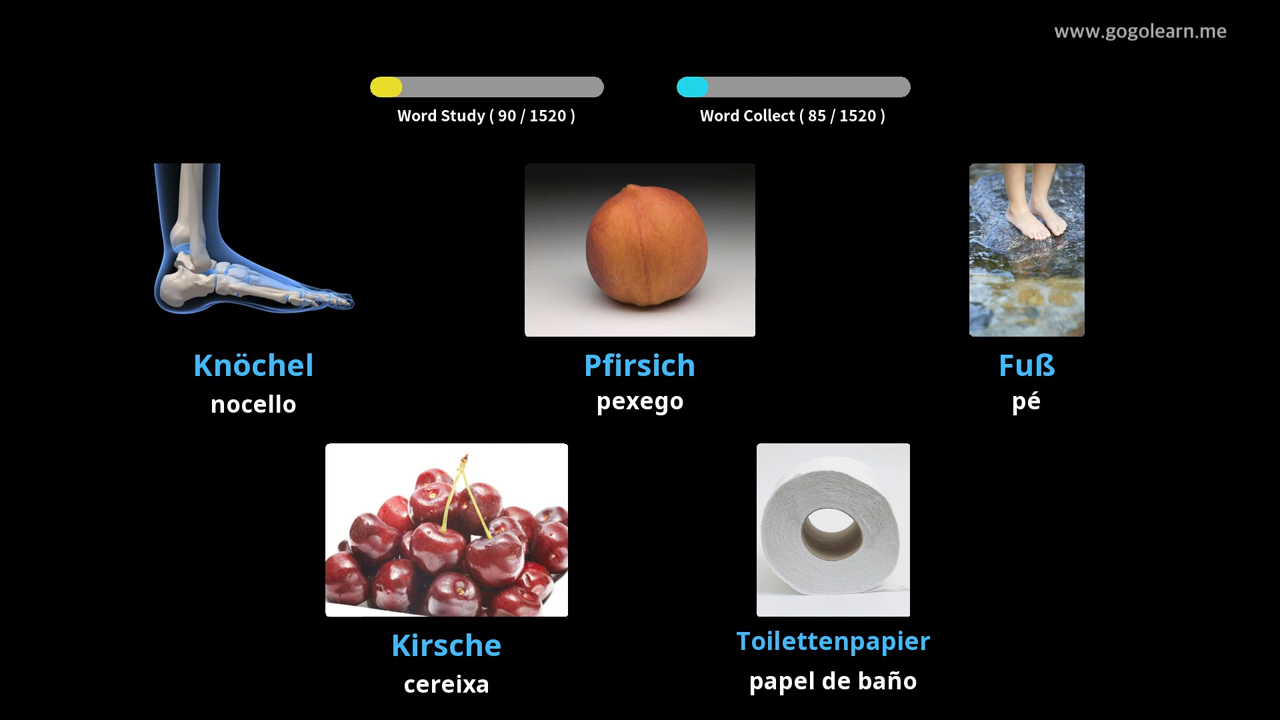 www.gogolearn.me
Word Study ( 90 / 1520 )
Word Collect ( 85 / 1520 )
Knöchel
nocello
Pfirsich
pexego
Fuß
pé
Kirsche
cereixa
Toilettenpapier
papel de baño